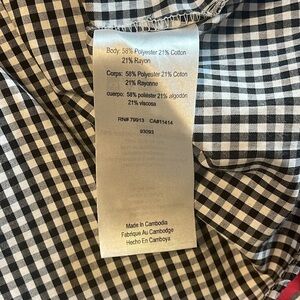 Body: 58% Polyester 21% Cotton
21% Rayon
Corps: 58% Polyester 21% Coton
21% Rayonne
cuerpo: 58% poliéster 21% algodón
21% viscosa
RN# 79913 CA#11414
93093
Made In Cambodia
Fabriqué Au Cambodge
Hecho En Camboya